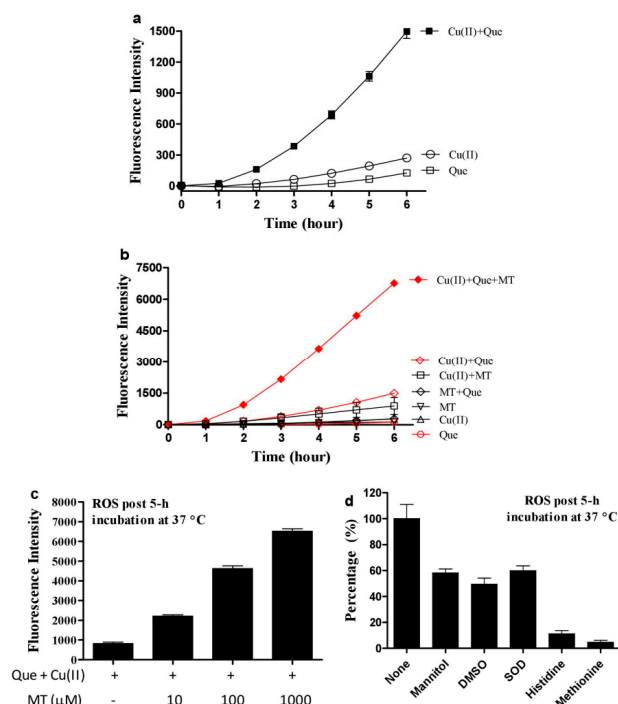 a
Fluorescence Intensity
1500
1200
900
600
300
0
0 1 2 3 4 5 6
Time (hour)
Cu(II)+Que
Cu(II)
Que
b
Fluorescence Intensity
7500
6000
4500
3000
1500
0
0 1 2 3 4 5 6
Time (hour)
Cu(II)+Que+MT
Cu(II)+Que
Cu(II)+MT
MT+Que
MT
Cu(II)
Que
c
ROS post 5-h
incubation at 37 °C
Fluorescence Intensity
8000
7000
6000
5000
4000
3000
2000
1000
0
Que + Cu(II) + + + +
MT (μM) - 10 100 1000
d
ROS post 5-h
incubation at 37 °C
Percentage (%)
120
100
80
60
40
20
0
None
Mannitol
DMSO
SOD
Histidine
Methionine